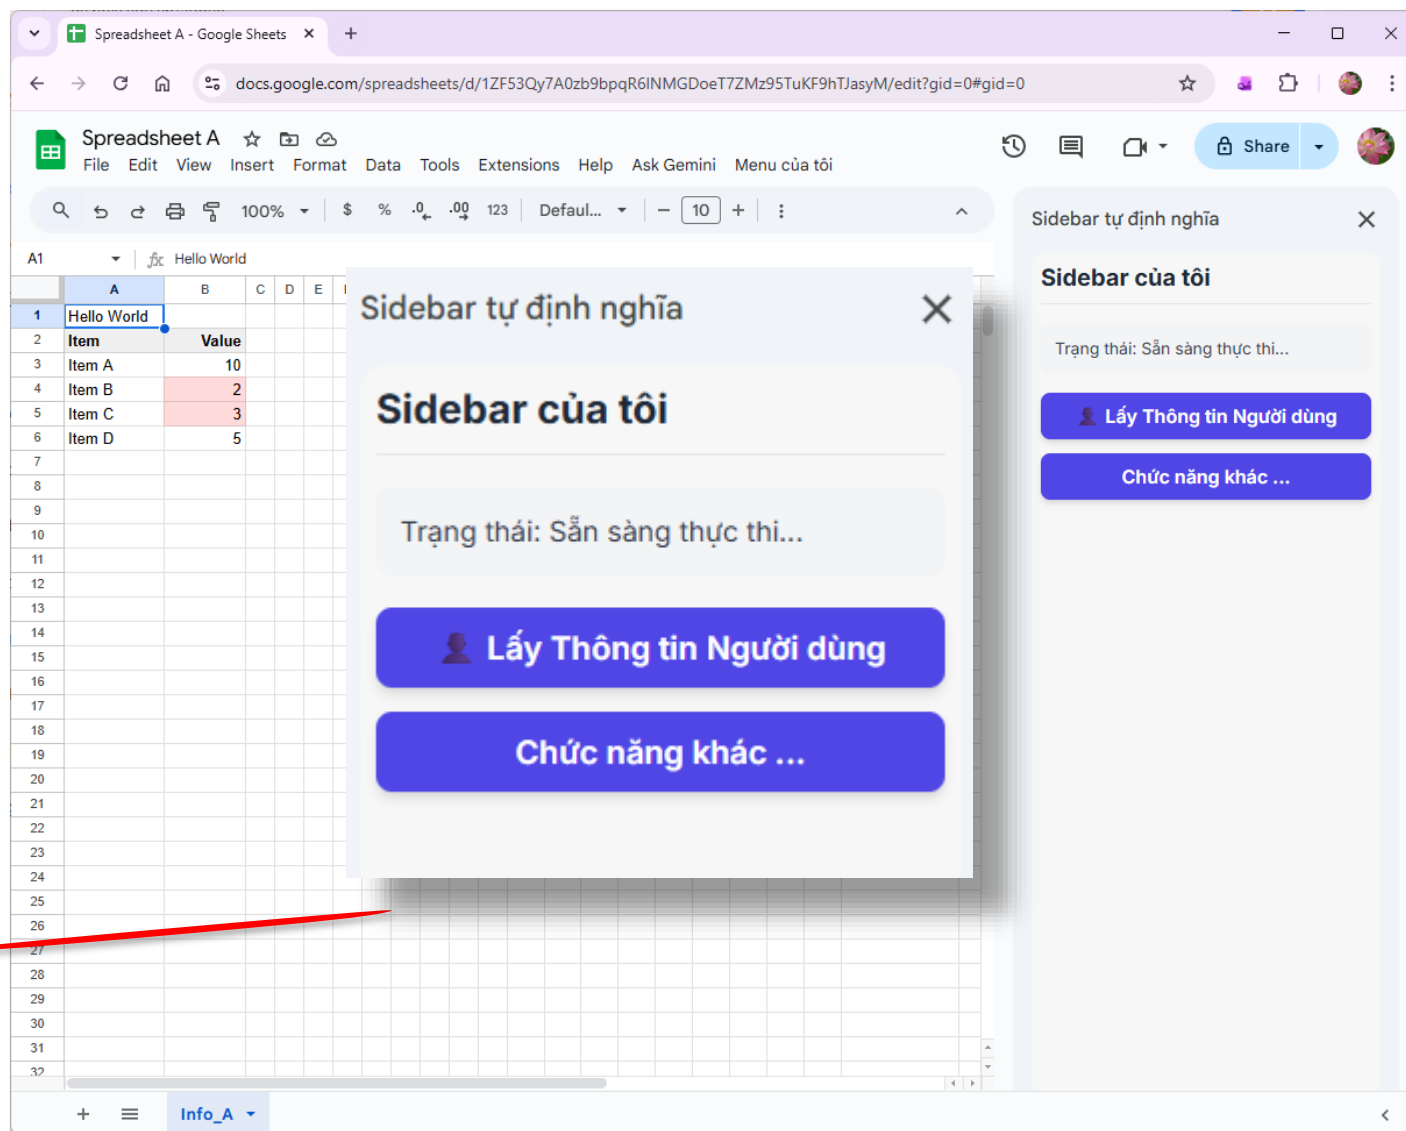 Spreadsheet A - Google Sheets
docs.google.com/spreadsheets/d/1ZF53Qy7A0zb9bpqR6INMGDoeT7ZMz95TuKF9hTJasyM/edit?gid=0#gid=0
Spreadsheet A
File Edit View Insert Format Data Tools Extensions Help Ask Gemini Menu của tôi
Share
100% $ % .0 .00 123 Defaul... 10
A1 fx Hello World
A B C D E
1 Hello World
2 Item Value
3 Item A 10
4 Item B 2
5 Item C 3
6 Item D 5
7
8
9
10
11
12
13
14
15
16
17
18
19
20
21
22
23
24
25
26
27
28
29
30
31
32
Sidebar tự định nghĩa
Sidebar của tôi
Trạng thái: Sẵn sàng thực thi...
Lấy Thông tin Người dùng
Chức năng khác ...
Sidebar tự định nghĩa
Sidebar của tôi
Trạng thái: Sẵn sàng thực thi...
Lấy Thông tin Người dùng
Chức năng khác ...
Info_A